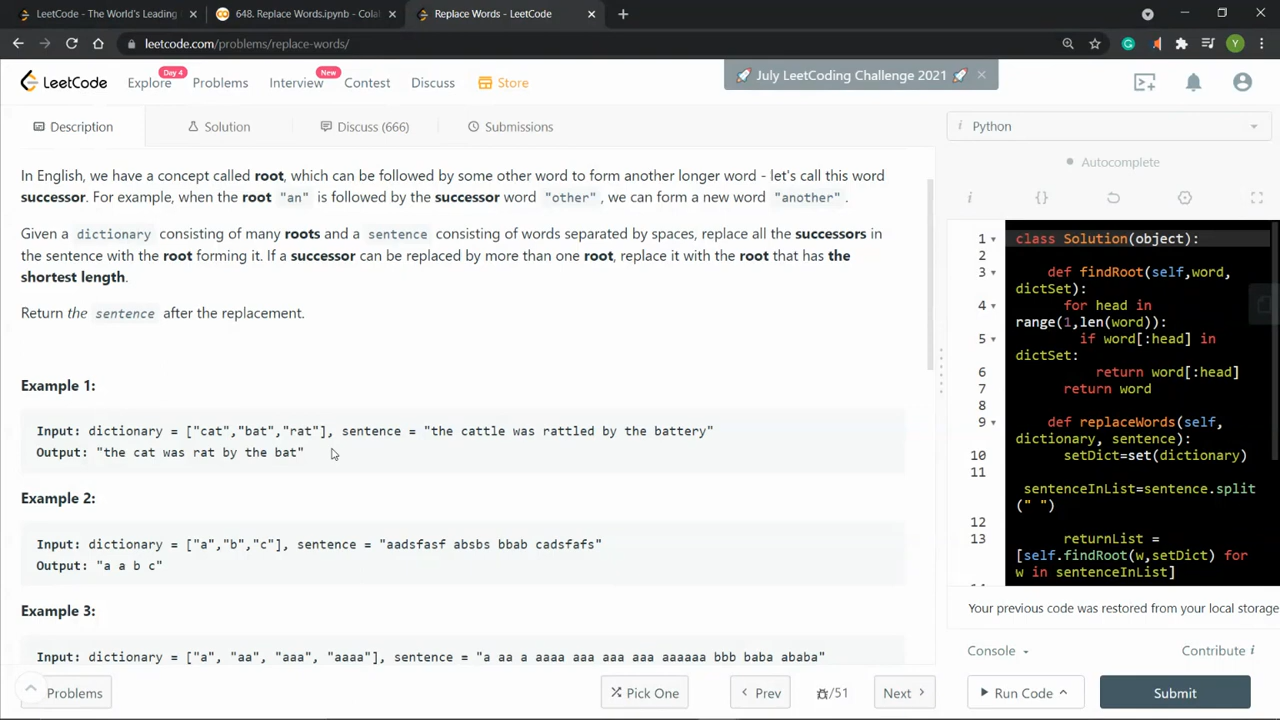 LeetCode - The World's Leading
648. Replace Words.ipynb - Colab
Replace Words - LeetCode
leetcode.com/problems/replace-words/
Y
LeetCode
Explore
Day 4
Problems
Interview
New
Contest
Discuss
Store
🚀 July LeetCoding Challenge 2021 🚀
Description
Solution
Discuss (666)
Submissions
In English, we have a concept called root, which can be followed by some other word to form another longer word - let's call this word
successor. For example, when the root "an" is followed by the successor word "other", we can form a new word "another".
Given a dictionary consisting of many roots and a sentence consisting of words separated by spaces, replace all the successors in
the sentence with the root forming it. If a successor can be replaced by more than one root, replace it with the root that has the
shortest length.
Return the sentence after the replacement.
Example 1:
Input: dictionary = ["cat","bat","rat"], sentence = "the cattle was rattled by the battery"
Output: "the cat was rat by the bat"
Example 2:
Input: dictionary = ["a","b","c"], sentence = "aadsfasf absbs bbab cadsfafs"
Output: "a a b c"
Example 3:
Input: dictionary = ["a", "aa", "aaa", "aaaa"], sentence = "a aa a aaaa aaa aaa aaa aaaaaa bbb baba ababa"
Problems
Pick One
Prev
/51
Next
i Python
Autocomplete
i {}
1 class Solution(object):
2
3 def findRoot(self,word,
dictSet):
4 for head in
range(1,len(word)):
5 if word[:head] in
dictSet:
6 return word[:head]
7 return word
8
9 def replaceWords(self,
dictionary, sentence):
10 setDict=set(dictionary)
11
sentenceInList=sentence.split
(" ")
12
13 returnList =
[self.findRoot(w,setDict) for
w in sentenceInList]
Your previous code was restored from your local storage
Console
Contribute i
Run Code
Submit